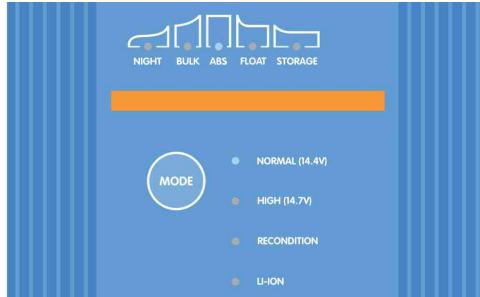 NIGHT BULK ABS FLOAT STORAGE
MODE
NORMAL (14.4V)
HIGH (14.7V)
RECONDITION
LI-ION